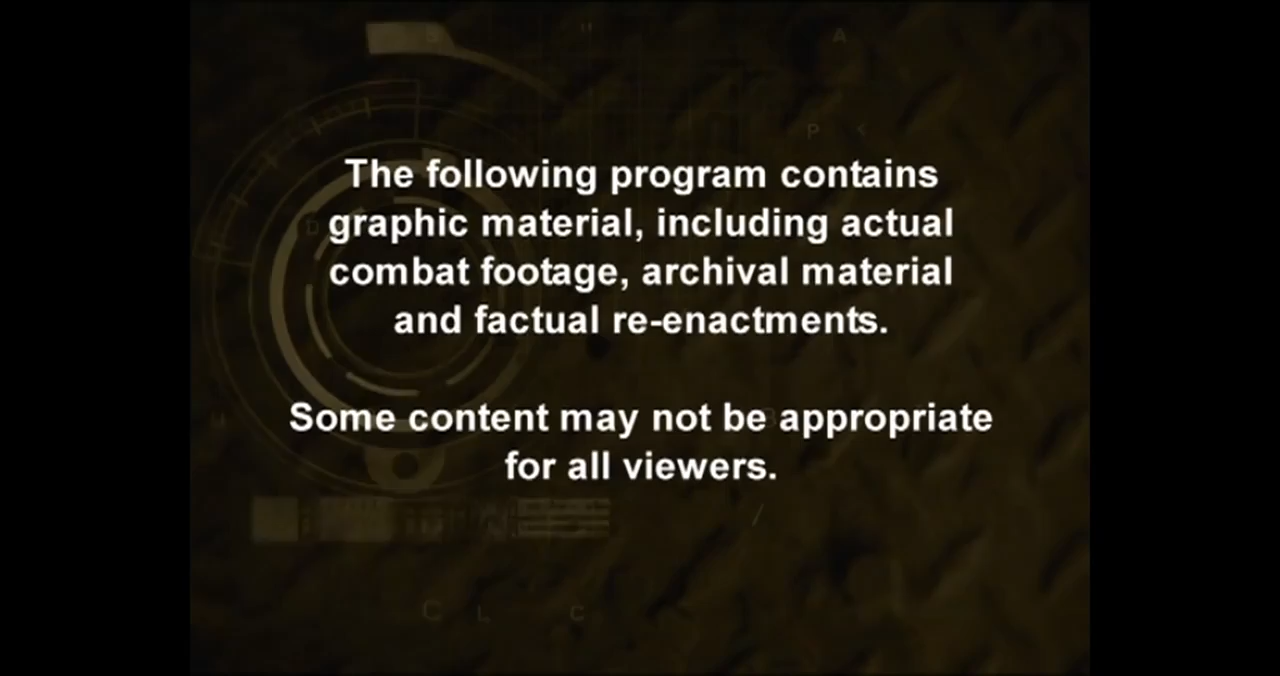 The following program contains
graphic material, including actual
combat footage, archival material
and factual re-enactments.
Some content may not be appropriate
for all viewers.